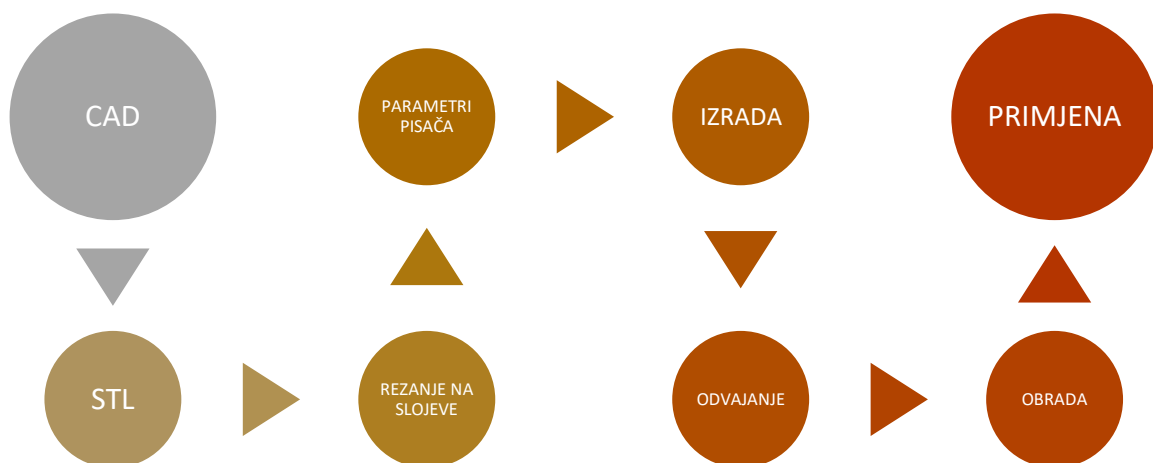 CAD
STL
REZANJE NA
SLOJEVE
PARAMETRI
PISAČA
IZRADA
ODVAJANJE
OBRADA
PRIMJENA